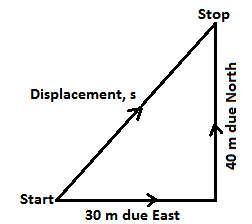 Stop
Displacement, s
40 m due North
Start
30 m due East